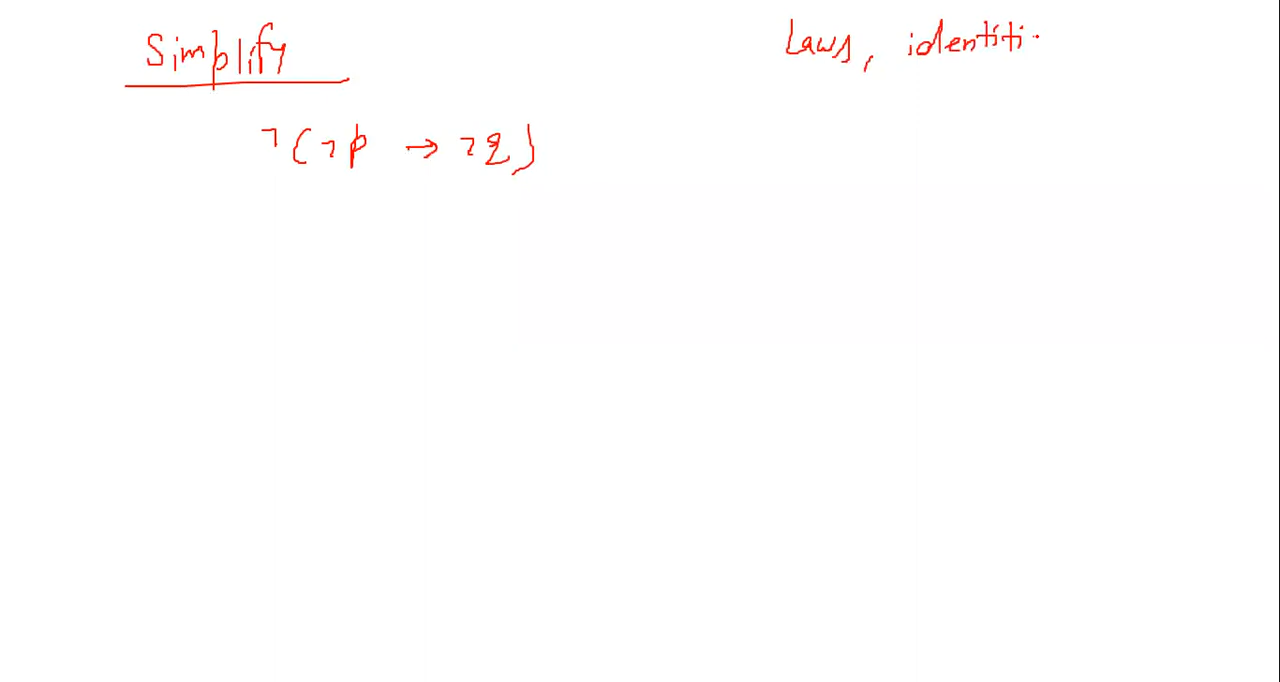 Simplify
Laws, identiti
¬(¬p → ¬q)